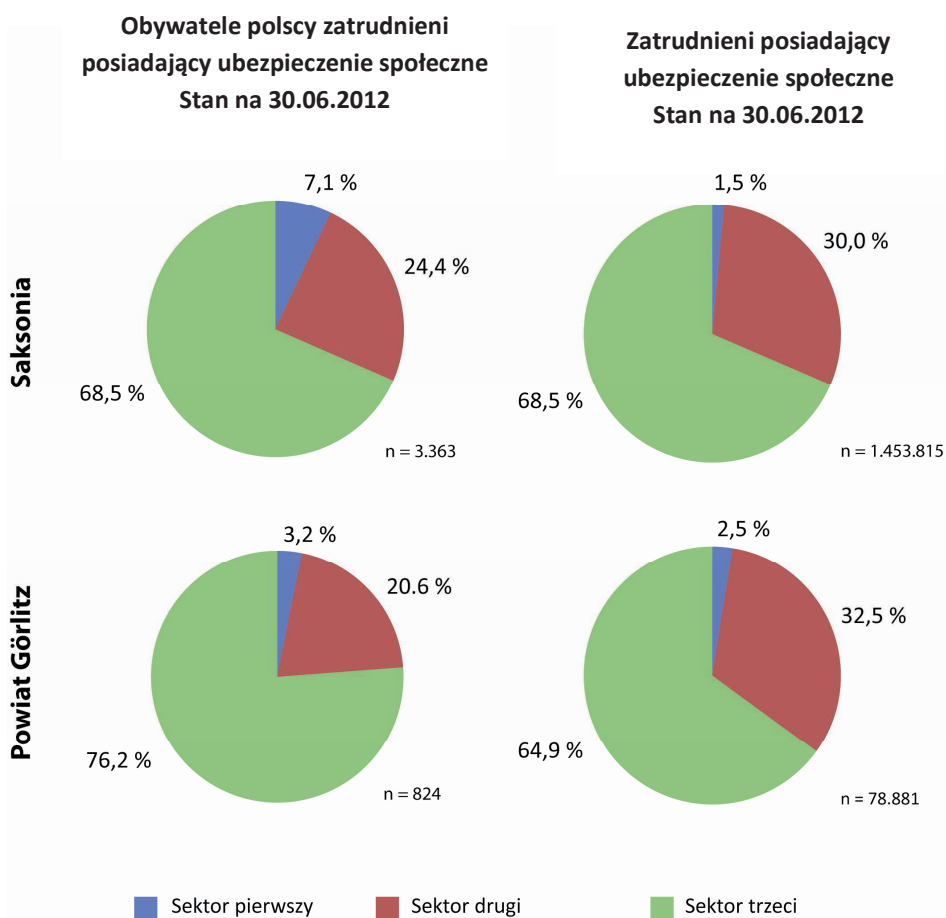 Obywatele polscy zatrudnieni
posiadający ubezpieczenie społeczne
Stan na 30.06.2012
Zatrudnieni posiadający
ubezpieczenie społeczne
Stan na 30.06.2012
Saksonia
7,1 %
24,4 %
68,5 %
n = 3.363
1,5 %
30,0 %
68,5 %
n = 1.453.815
Powiat Görlitz
3,2 %
20.6 %
76,2 %
n = 824
2,5 %
32,5 %
64,9 %
n = 78.881
Sektor pierwszy
Sektor drugi
Sektor trzeci